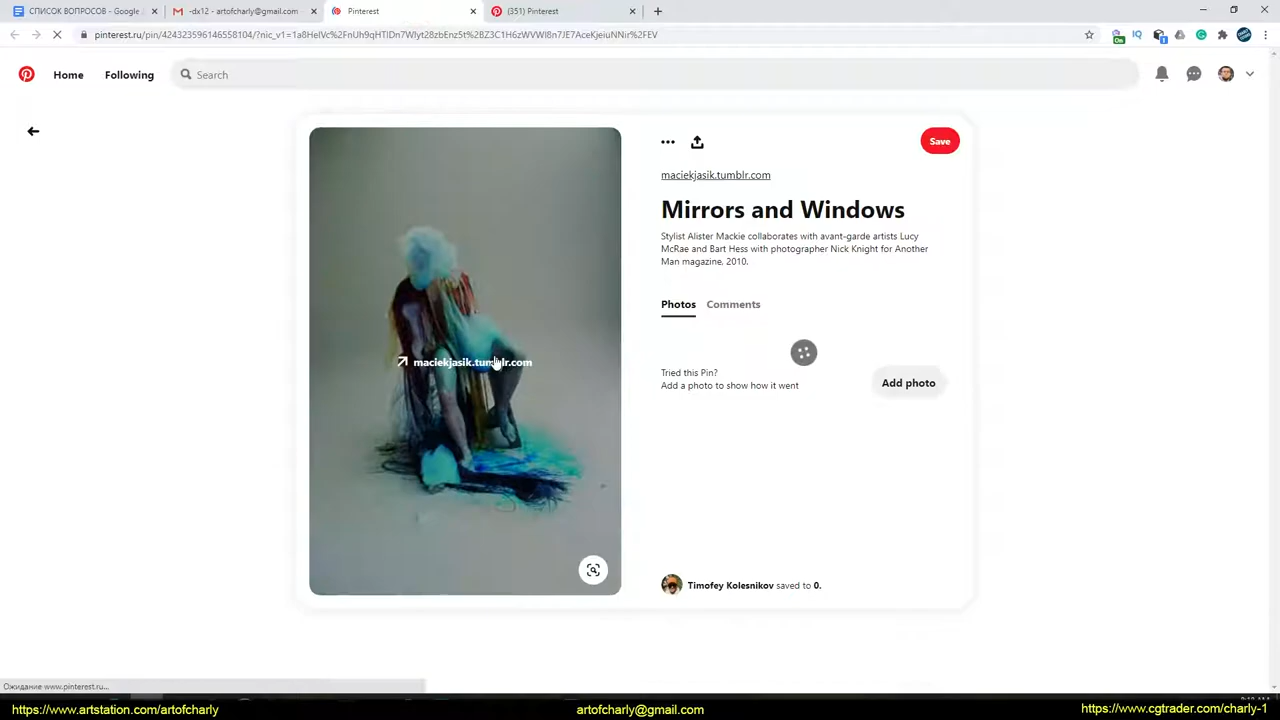 СПИСОК ВОПРОСОВ - Google
-dx12 - artofcharly@gmail.com
Pinterest
(351) Pinterest
pinterest.ru/pin/424323596146558104/?nic_v1=1a8HeIVc%2FnUh9qHTIDn7Wlyt28zbEnz5t%2BZ3C1H6zWVWI8n7JE7AceKjeiuNNir%2FEV
Home
Following
Search
Save
maciekjasik.tumblr.com
Mirrors and Windows
Stylist Alister Mackie collaborates with avant-garde artists Lucy
McRae and Bart Hess with photographer Nick Knight for Another
Man magazine, 2010.
Photos
Comments
maciekjasik.tumblr.com
Tried this Pin?
Add a photo to show how it went
Add photo
Timofey Kolesnikov saved to 0.
Ожидание www.pinterest.ru...
https://www.artstation.com/artofcharly
artofcharly@gmail.com
https://www.cgtrader.com/charly-1